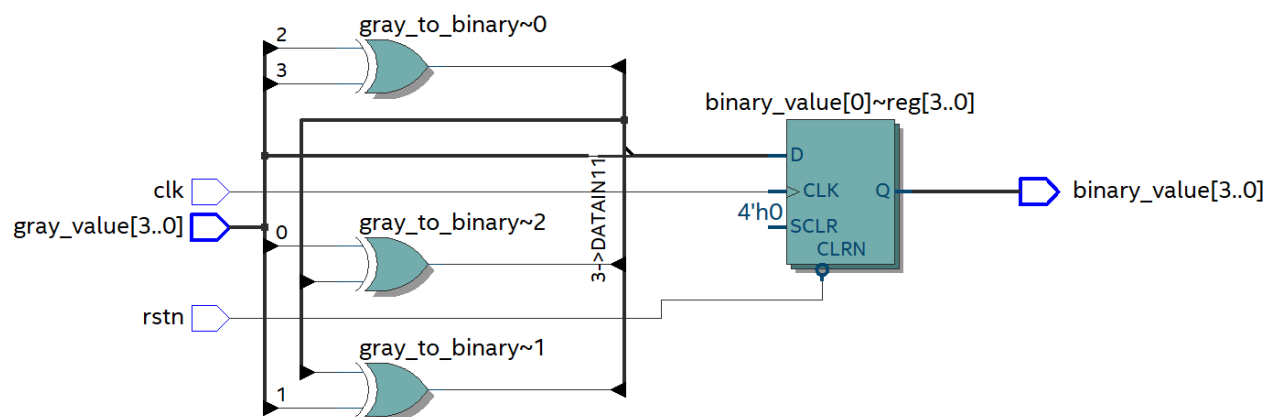 gray_to_binary~0
2
3
binary_value[0]~reg[3..0]
D
clk
CLK
Q
binary_value[3..0]
gray_value[3..0]
0
gray_to_binary~2
3->DATAIN11
4'h0
SCLR
CLRN
rstn
gray_to_binary~1
1